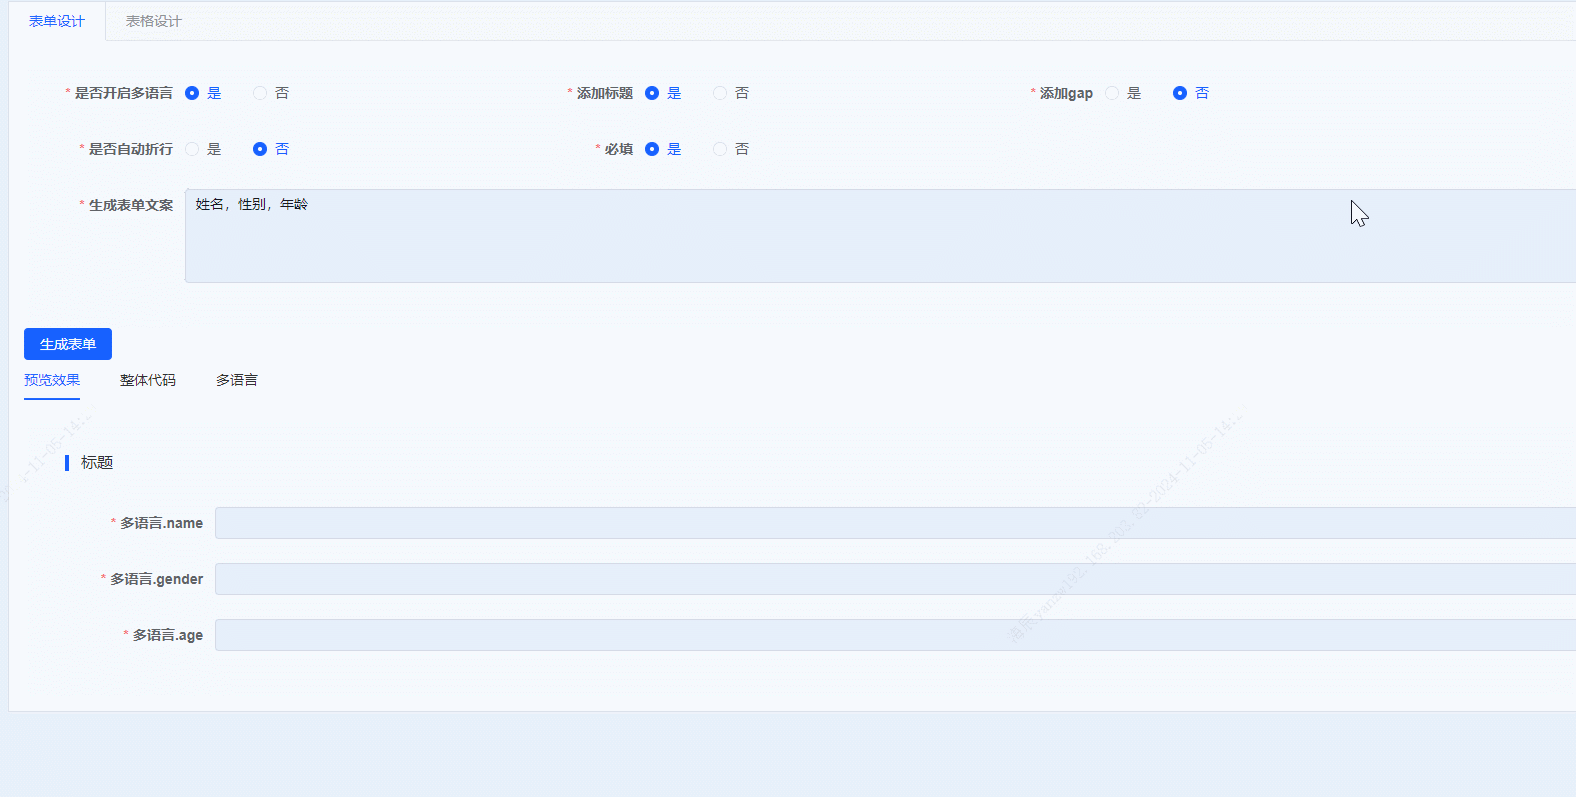 表单设计 表格设计
* 是否开启多语言 是 否 * 添加标题 是 否 * 添加gap 是 否
* 是否自动折行 是 否 * 必填 是 否
* 生成表单文案 姓名，性别，年龄
生成表单
预览效果 整体代码 多语言
标题
* 多语言.name
* 多语言.gender
* 多语言.age